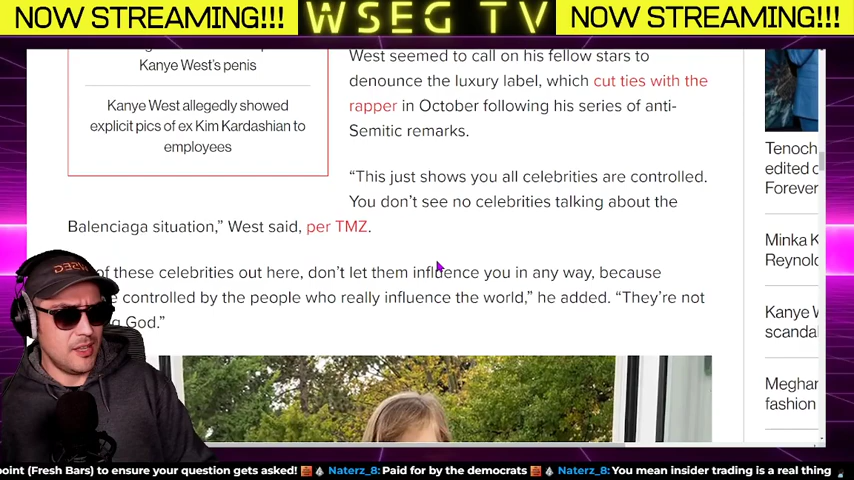 NOW STREAMING!!!
WSEG TV
NOW STREAMING!!!
Kanye West's penis
Kanye West allegedly showed
explicit pics of ex Kim Kardashian to
employees
West seemed to call on his fellow stars to
denounce the luxury label, which cut ties with the
rapper in October following his series of anti-
Semitic remarks.
“This just shows you all celebrities are controlled.
You don’t see no celebrities talking about the
Balenciaga situation,” West said, per TMZ.
of these celebrities out here, don’t let them influence you in any way, because
controlled by the people who really influence the world,” he added. “They’re not
God.”
Tenoch
edited
Forever
Minka K
Reynol
Kanye
scandal
Meghar
fashion
WSEG
point (Fresh Bars) to ensure your question gets asked! Naterz_8: Paid for by the democrats Naterz_8: You mean insider trading is a real thing